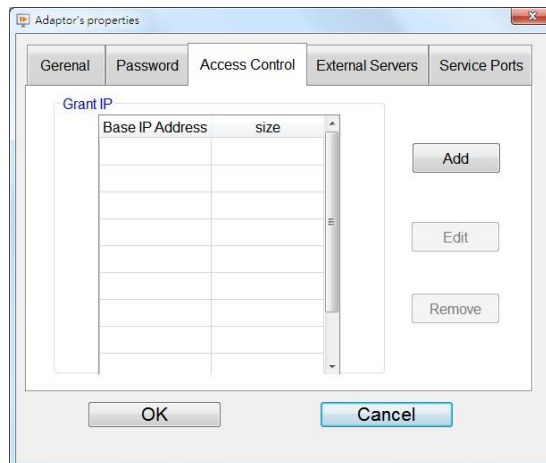 Adaptor's properties
Gerenal Password Access Control External Servers Service Ports
Grant IP
Base IP Address size
Add
Edit
Remove
OK Cancel